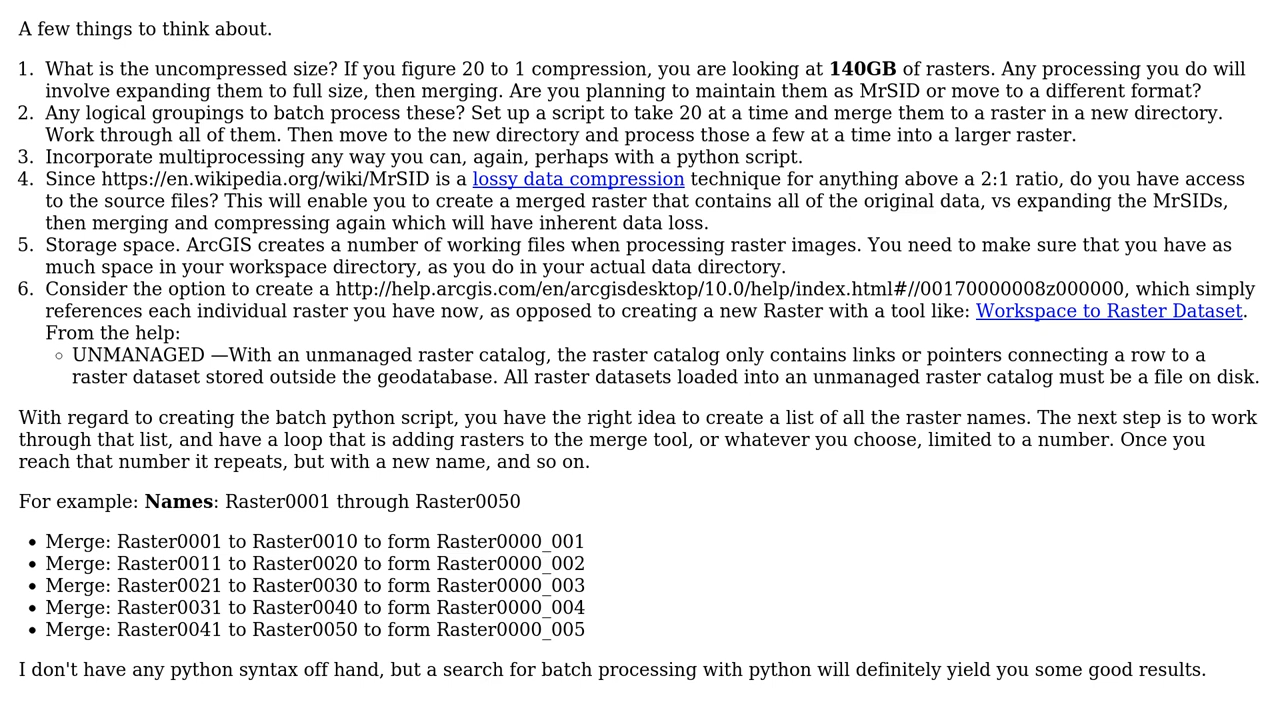 A few things to think about.
1. What is the uncompressed size? If you figure 20 to 1 compression, you are looking at 140GB of rasters. Any processing you do will
involve expanding them to full size, then merging. Are you planning to maintain them as MrSID or move to a different format?
2. Any logical groupings to batch process these? Set up a script to take 20 at a time and merge them to a raster in a new directory.
Work through all of them. Then move to the new directory and process those a few at a time into a larger raster.
3. Incorporate multiprocessing any way you can, again, perhaps with a python script.
4. Since https://en.wikipedia.org/wiki/MrSID is a lossy data compression technique for anything above a 2:1 ratio, do you have access
to the source files? This will enable you to create a merged raster that contains all of the original data, vs expanding the MrSIDs,
then merging and compressing again which will have inherent data loss.
5. Storage space. ArcGIS creates a number of working files when processing raster images. You need to make sure that you have as
much space in your workspace directory, as you do in your actual data directory.
6. Consider the option to create a http://help.arcgis.com/en/arcgisdesktop/10.0/help/index.html#//00170000008z000000, which simply
references each individual raster you have now, as opposed to creating a new Raster with a tool like: Workspace to Raster Dataset.
From the help:
◦ UNMANAGED —With an unmanaged raster catalog, the raster catalog only contains links or pointers connecting a row to a
raster dataset stored outside the geodatabase. All raster datasets loaded into an unmanaged raster catalog must be a file on disk.
With regard to creating the batch python script, you have the right idea to create a list of all the raster names. The next step is to work
through that list, and have a loop that is adding rasters to the merge tool, or whatever you choose, limited to a number. Once you
reach that number it repeats, but with a new name, and so on.
For example: Names: Raster0001 through Raster0050
• Merge: Raster0001 to Raster0010 to form Raster0000_001
• Merge: Raster0011 to Raster0020 to form Raster0000_002
• Merge: Raster0021 to Raster0030 to form Raster0000_003
• Merge: Raster0031 to Raster0040 to form Raster0000_004
• Merge: Raster0041 to Raster0050 to form Raster0000_005
I don't have any python syntax off hand, but a search for batch processing with python will definitely yield you some good results.